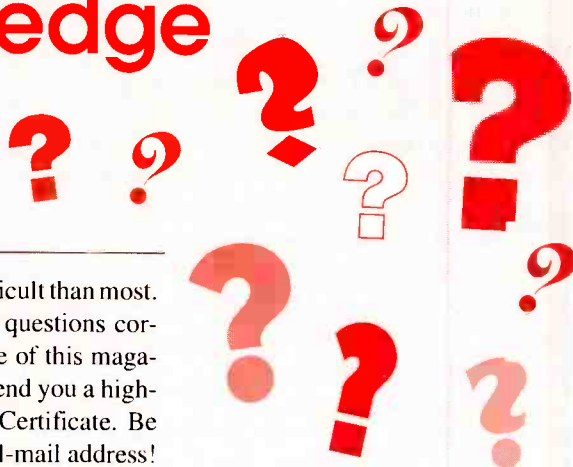 edge
icult than most.
questions cor-
e of this maga-
end you a high-
Certificate. Be
l-mail address!